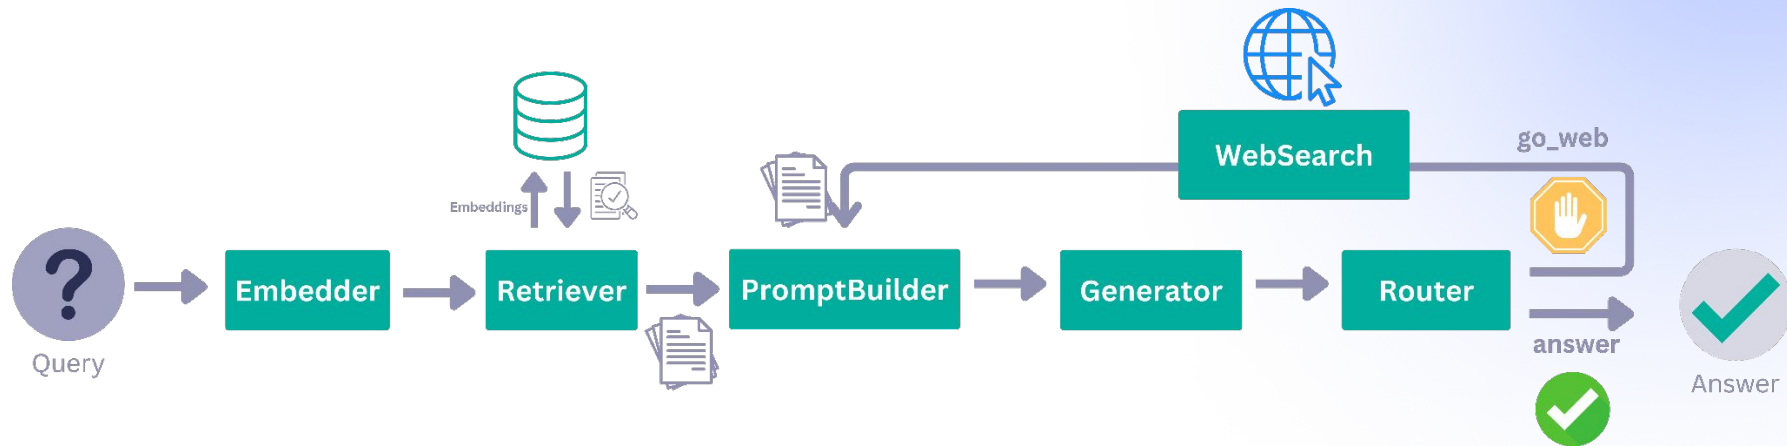 WebSearch
go_web
Embeddings
Embedder
Retriever
PromptBuilder
Generator
Router
Query
answer
Answer